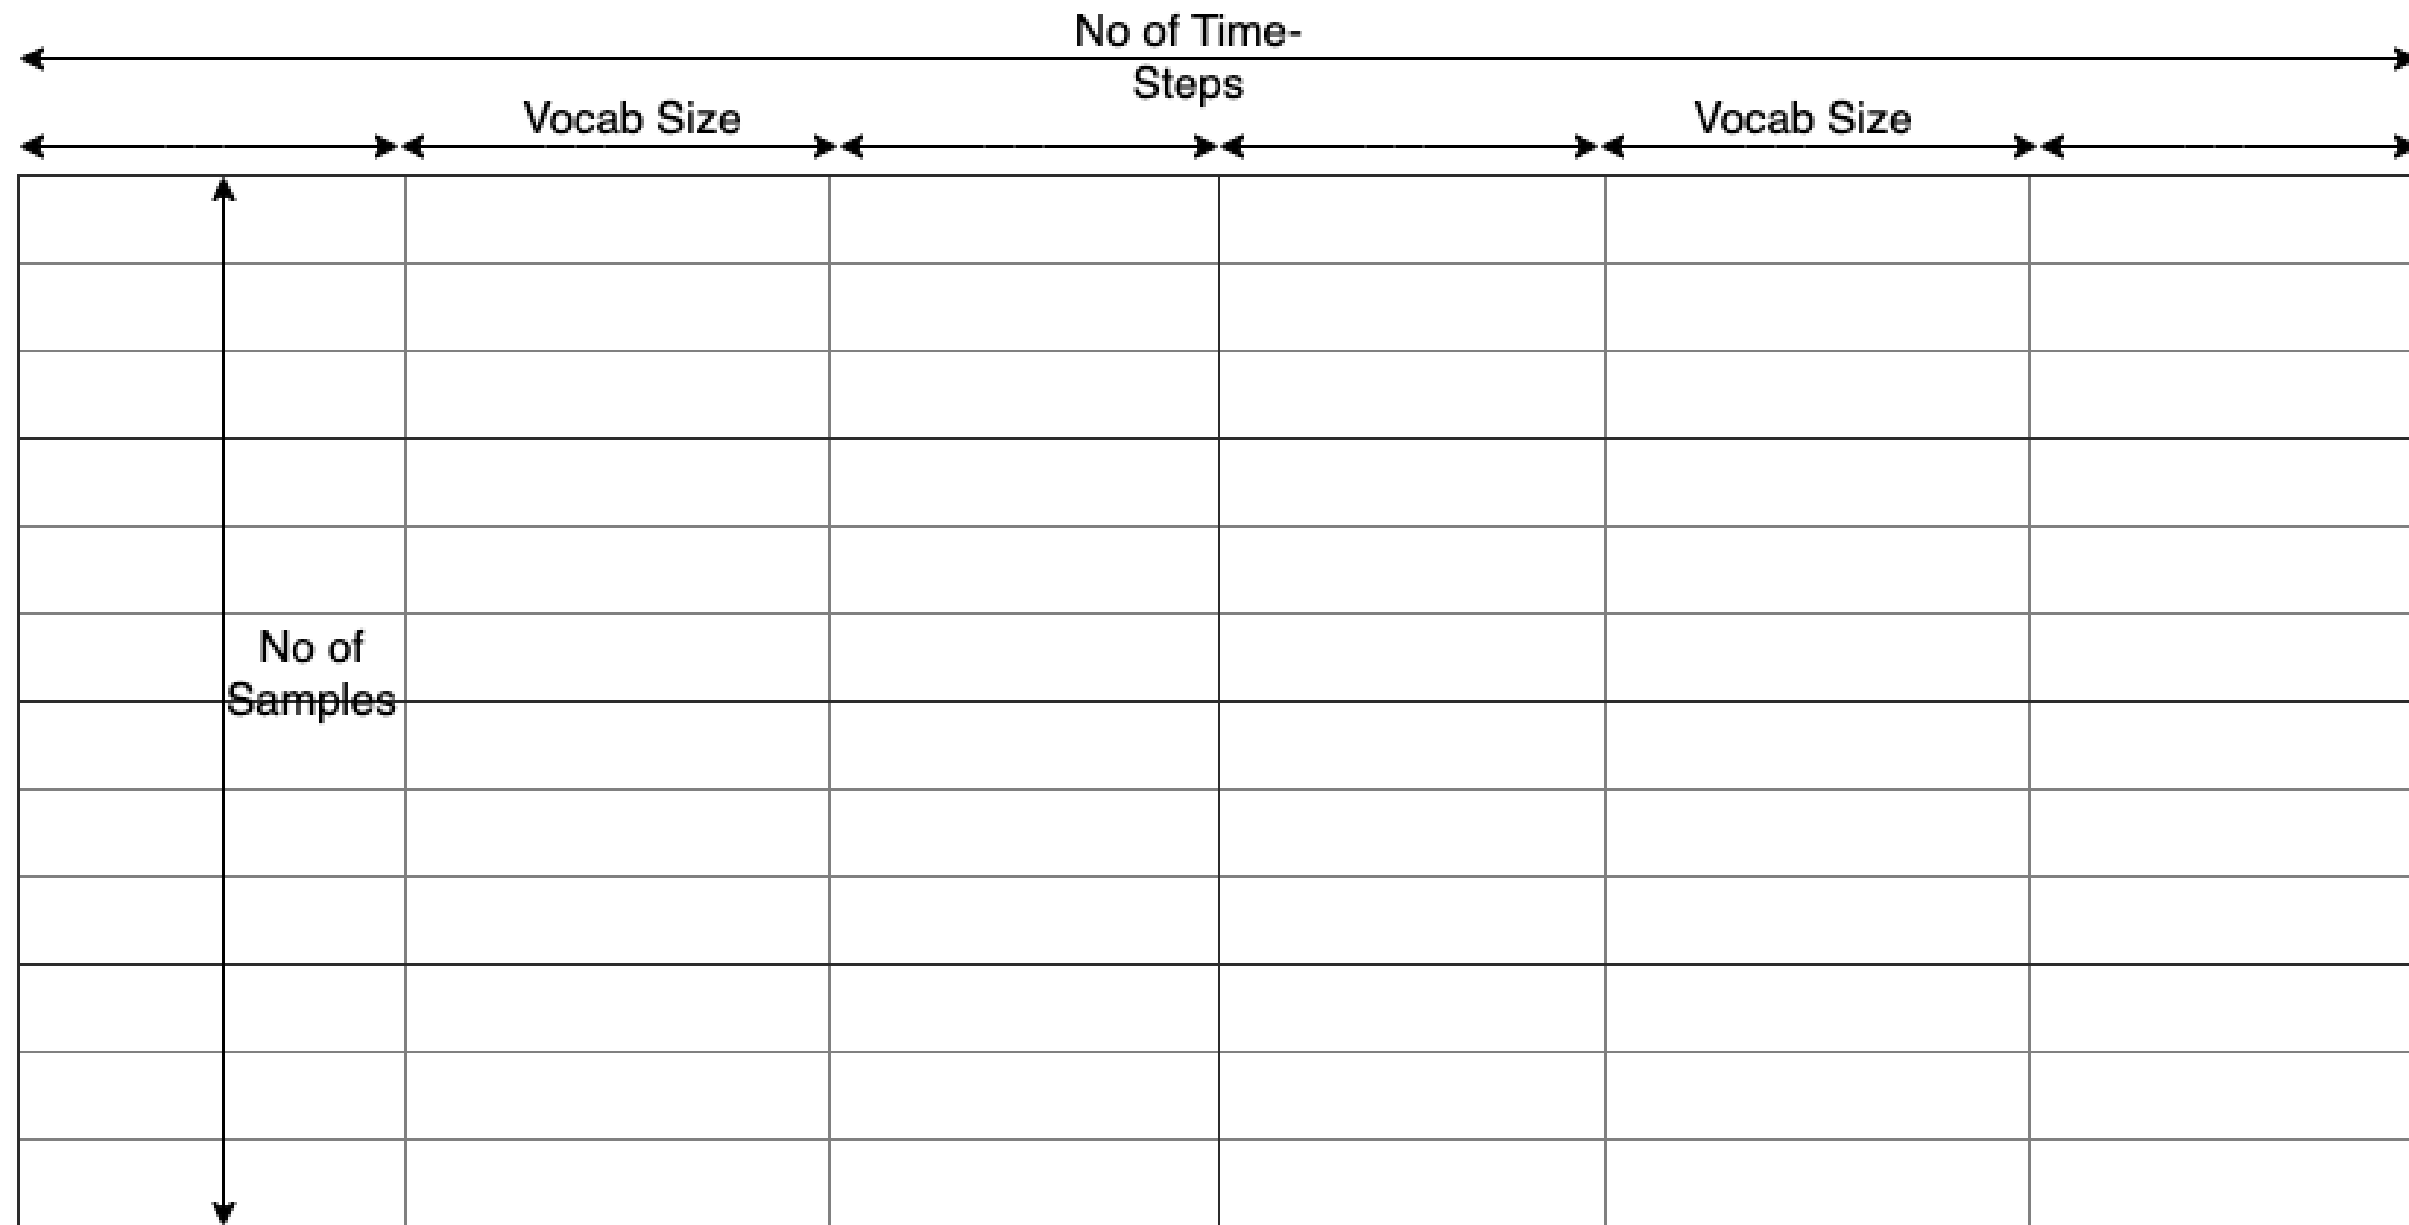 No of Time-
Steps
Vocab Size
Vocab Size
No of
Samples